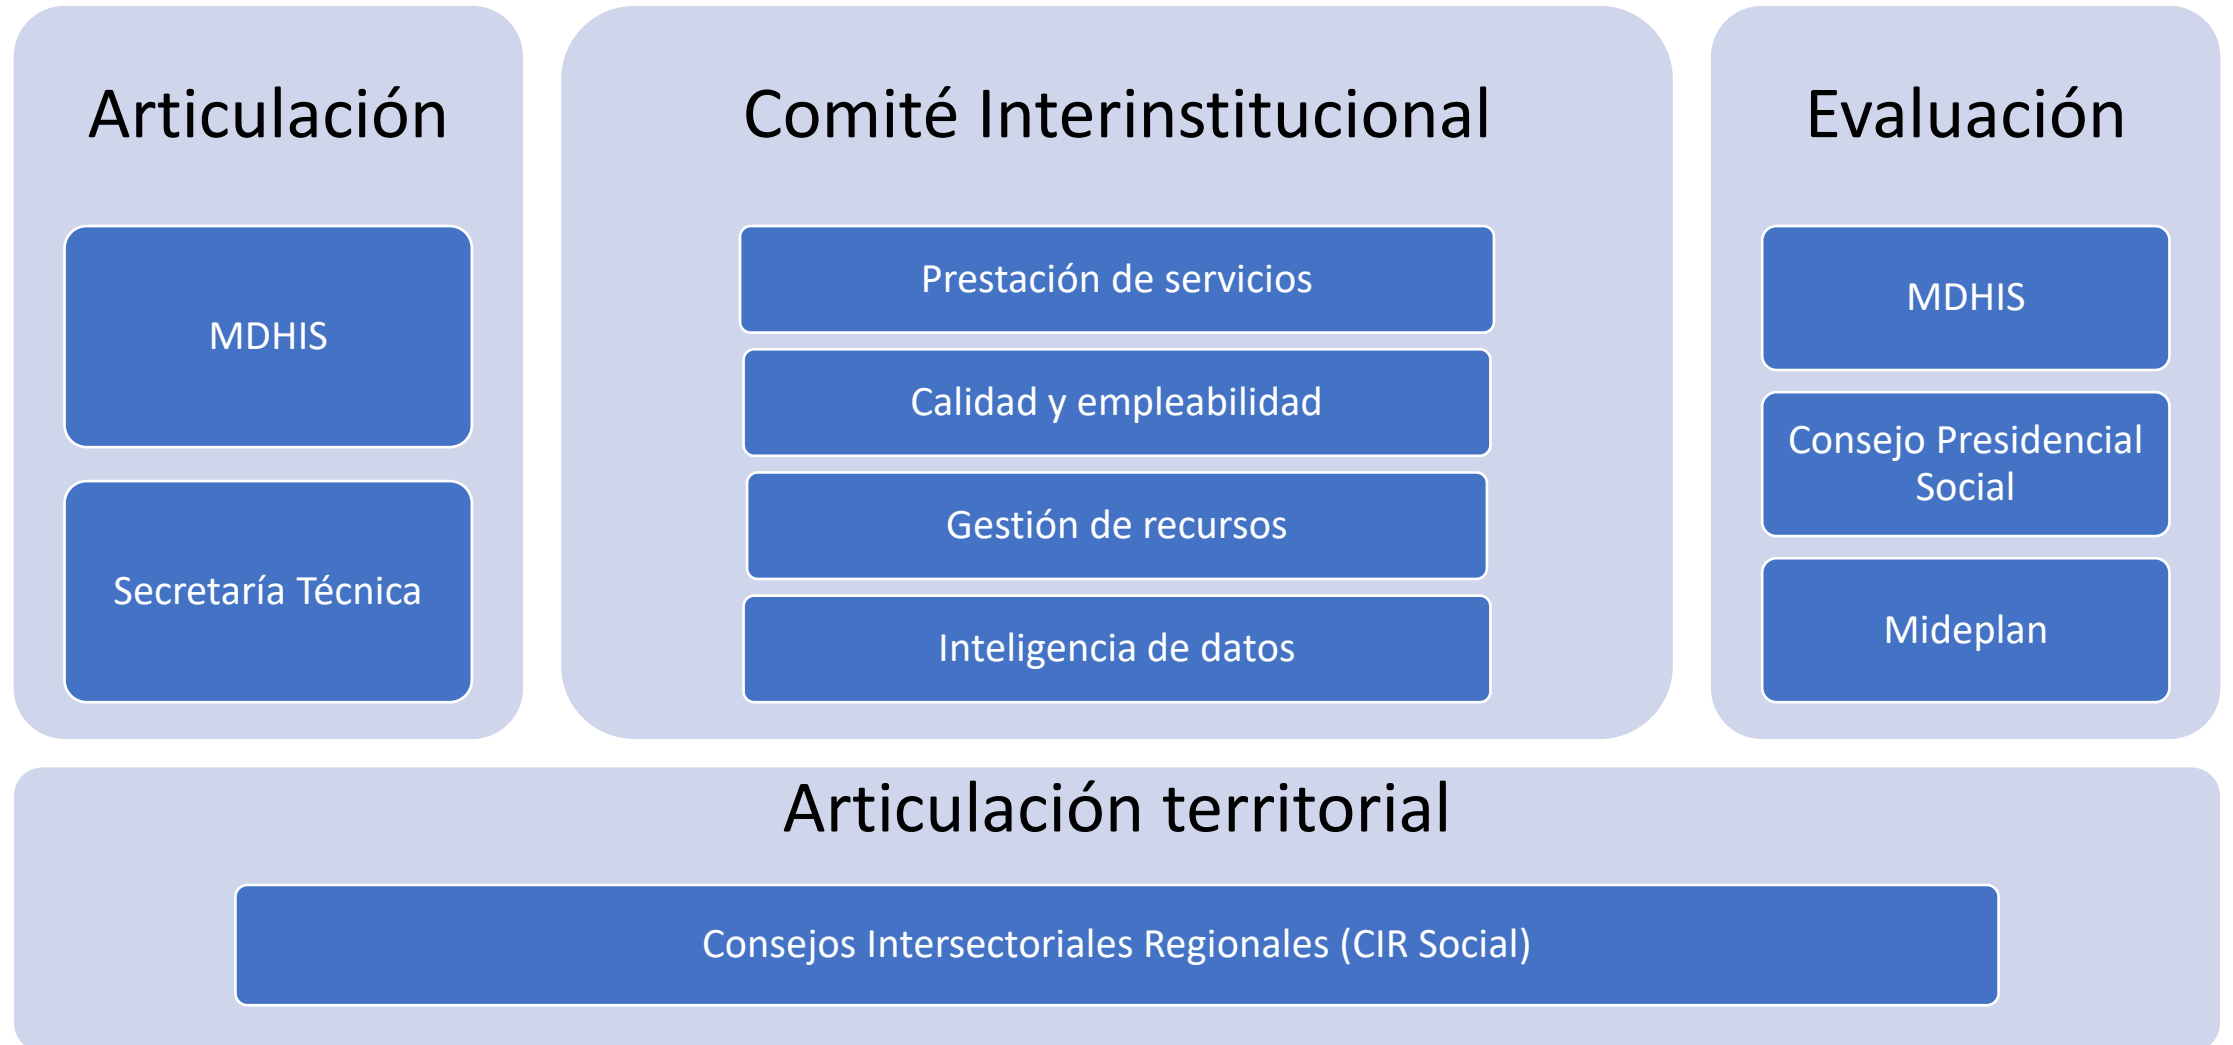 Articulación
MDHIS
Secretaría Técnica
Comité Interinstitucional
Prestación de servicios
Calidad y empleabilidad
Gestión de recursos
Inteligencia de datos
Evaluación
MDHIS
Consejo Presidencial
Social
Mideplan
Articulación territorial
Consejos Intersectoriales Regionales (CIR Social)